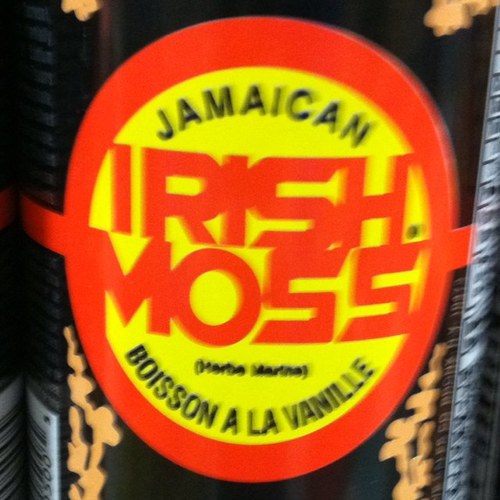 JAMAICAN
IRISH
MOSS
(Herbe Marine)
BOISSON A LA VANILLE